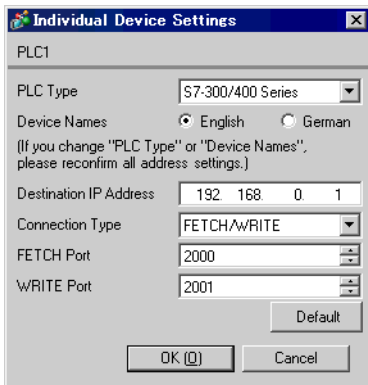 Individual Device Settings
PLC1
PLC Type S7-300/400 Series
Device Names English German
(If you change "PLC Type" or "Device Names",
please reconfirm all address settings.)
Destination IP Address 192. 168. 0. 1
Connection Type FETCH/WRITE
FETCH Port 2000
WRITE Port 2001
Default
OK (O) Cancel